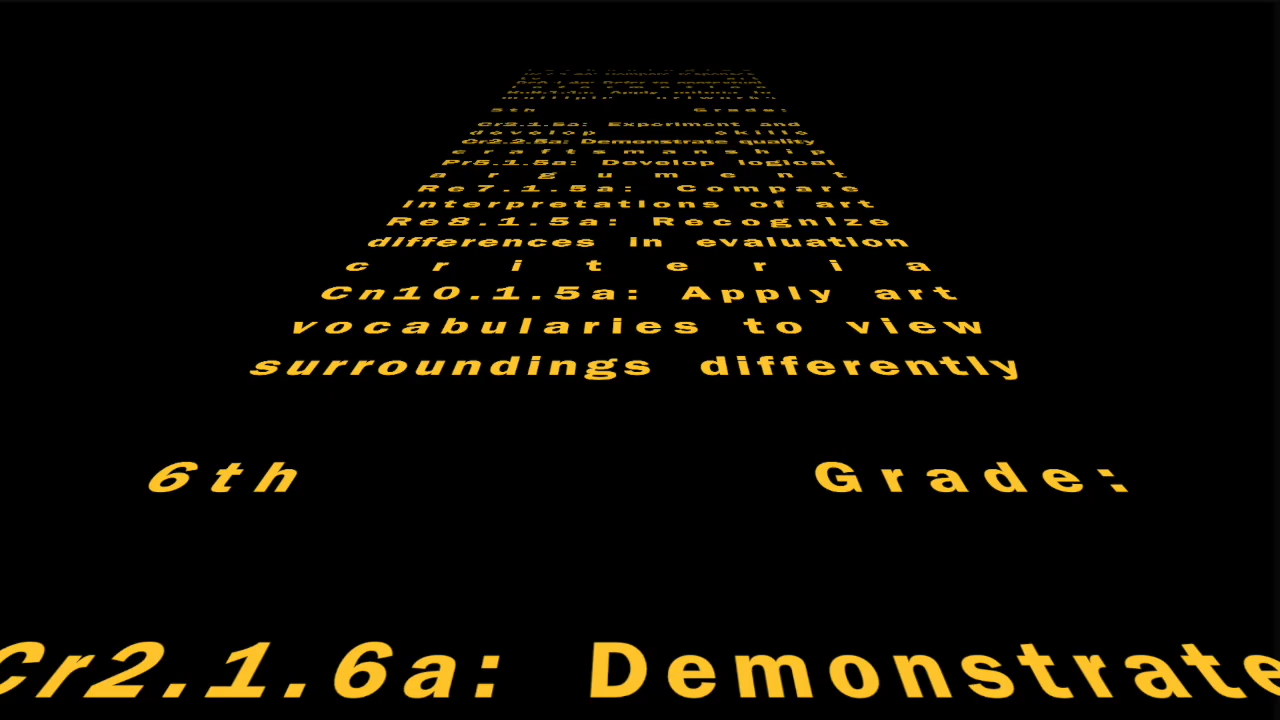 5th Grade:
Cr2.1.5a: Experiment and
develop skills
Cr2.2.5a: Demonstrate quality
craftsmanship
Pr5.1.5a: Develop logical
argument
Re7.1.5a: Compare
interpretations of art
Re8.1.5a: Recognize
differences in evaluation
criteria
Cn10.1.5a: Apply art
vocabularies to view
surroundings differently
6th Grade:
Cr2.1.6a: Demonstrate